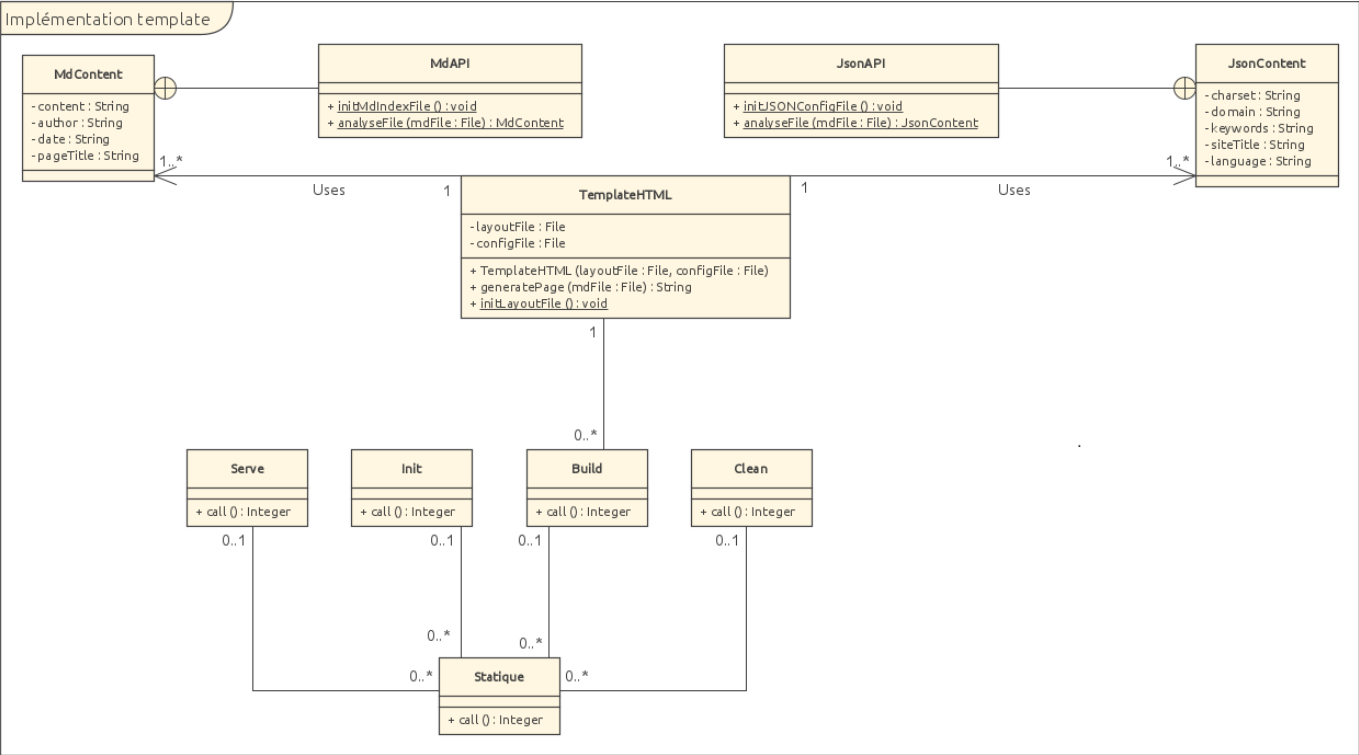 Implémentation template
MdContent
- content : String
- author : String
- date : String
- pageTitle : String
MdAPI
+ initMdIndexFile () : void
+ analyseFile (mdFile : File) : MdContent
JsonAPI
+ initJSONConfigFile () : void
+ analyseFile (mdFile : File) : JsonContent
JsonContent
- charset : String
- domain : String
- keywords : String
- siteTitle : String
- language : String
1..*
Uses
1
1
Uses
1..*
TemplateHTML
- layoutFile : File
- configFile : File
+ TemplateHTML (layoutFile : File, configFile : File)
+ generatePage (mdFile : File) : String
+ initLayoutFile () : void
1
0..*
Serve
+ call () : Integer
Init
+ call () : Integer
Build
+ call () : Integer
Clean
+ call () : Integer
0..1
0..1
0..1
0..1
0..*
0..*
0..*
0..*
Statique
+ call () : Integer